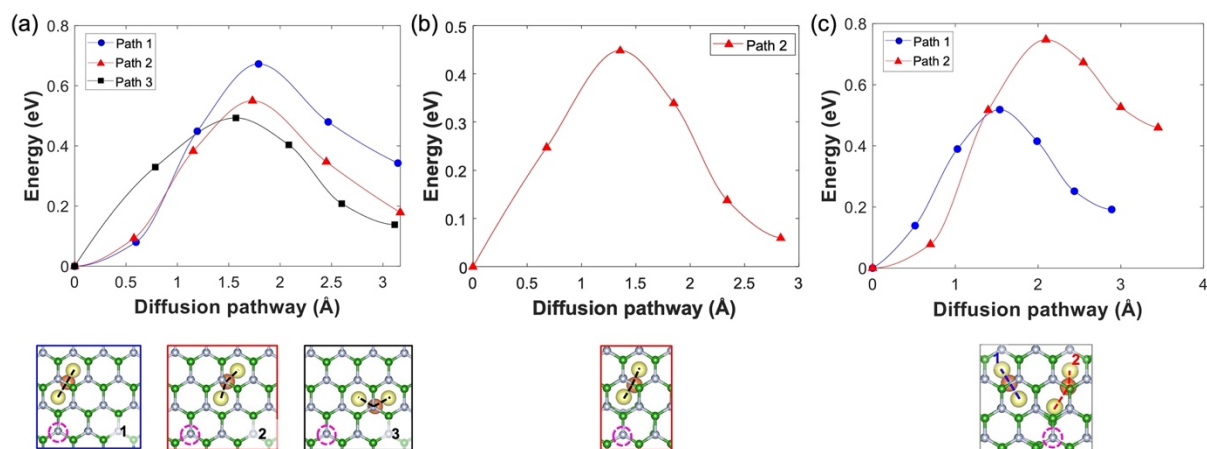 (a)
0.8
0.6
0.4
0.2
0
Energy (eV)
Path 1
Path 2
Path 3
0 0.5 1 1.5 2 2.5 3
Diffusion pathway (Å)
(b)
0.5
0.4
0.3
0.2
0.1
0
Energy (eV)
Path 2
0 0.5 1 1.5 2 2.5 3
Diffusion pathway (Å)
(c)
0.8
0.6
0.4
0.2
0
Energy (eV)
Path 1
Path 2
0 1 2 3 4
Diffusion pathway (Å)
1
2
3
1 2